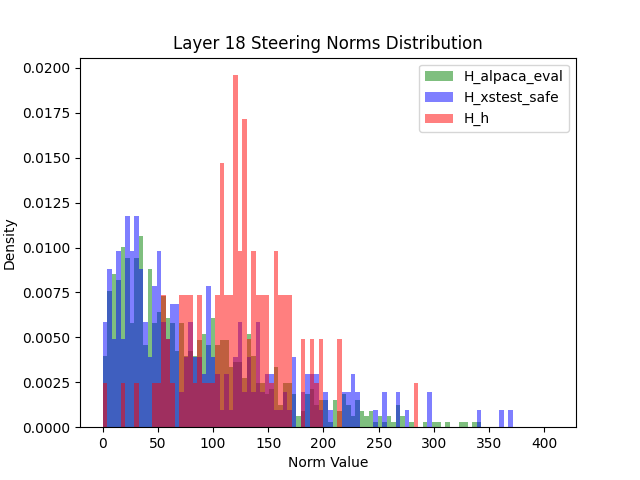 Layer 18 Steering Norms Distribution
H_alpaca_eval
H_xstest_safe
H_h
Density
0.0200
0.0175
0.0150
0.0125
0.0100
0.0075
0.0050
0.0025
0.0000
0 50 100 150 200 250 300 350 400
Norm Value